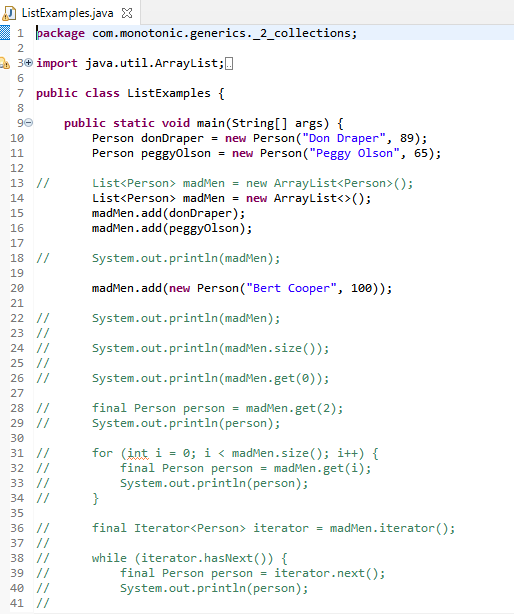 ListExamples.java
1 package com.monotonic.generics._2_collections;
2
3 import java.util.ArrayList;
6
7 public class ListExamples {
8
9     public static void main(String[] args) {
10         Person donDraper = new Person("Don Draper", 89);
11         Person peggyOlson = new Person("Peggy Olson", 65);
12
13 //      List<Person> madMen = new ArrayList<Person>();
14         List<Person> madMen = new ArrayList<>();
15         madMen.add(donDraper);
16         madMen.add(peggyOlson);
17
18 //      System.out.println(madMen);
19
20         madMen.add(new Person("Bert Cooper", 100));
21
22 //      System.out.println(madMen);
23 //
24 //      System.out.println(madMen.size());
25 //
26 //      System.out.println(madMen.get(0));
27
28 //      final Person person = madMen.get(2);
29 //      System.out.println(person);
30
31 //      for (int i = 0; i < madMen.size(); i++) {
32 //          final Person person = madMen.get(i);
33 //          System.out.println(person);
34 //      }
35
36 //      final Iterator<Person> iterator = madMen.iterator();
37 //
38 //      while (iterator.hasNext()) {
39 //          final Person person = iterator.next();
40 //          System.out.println(person);
41 //